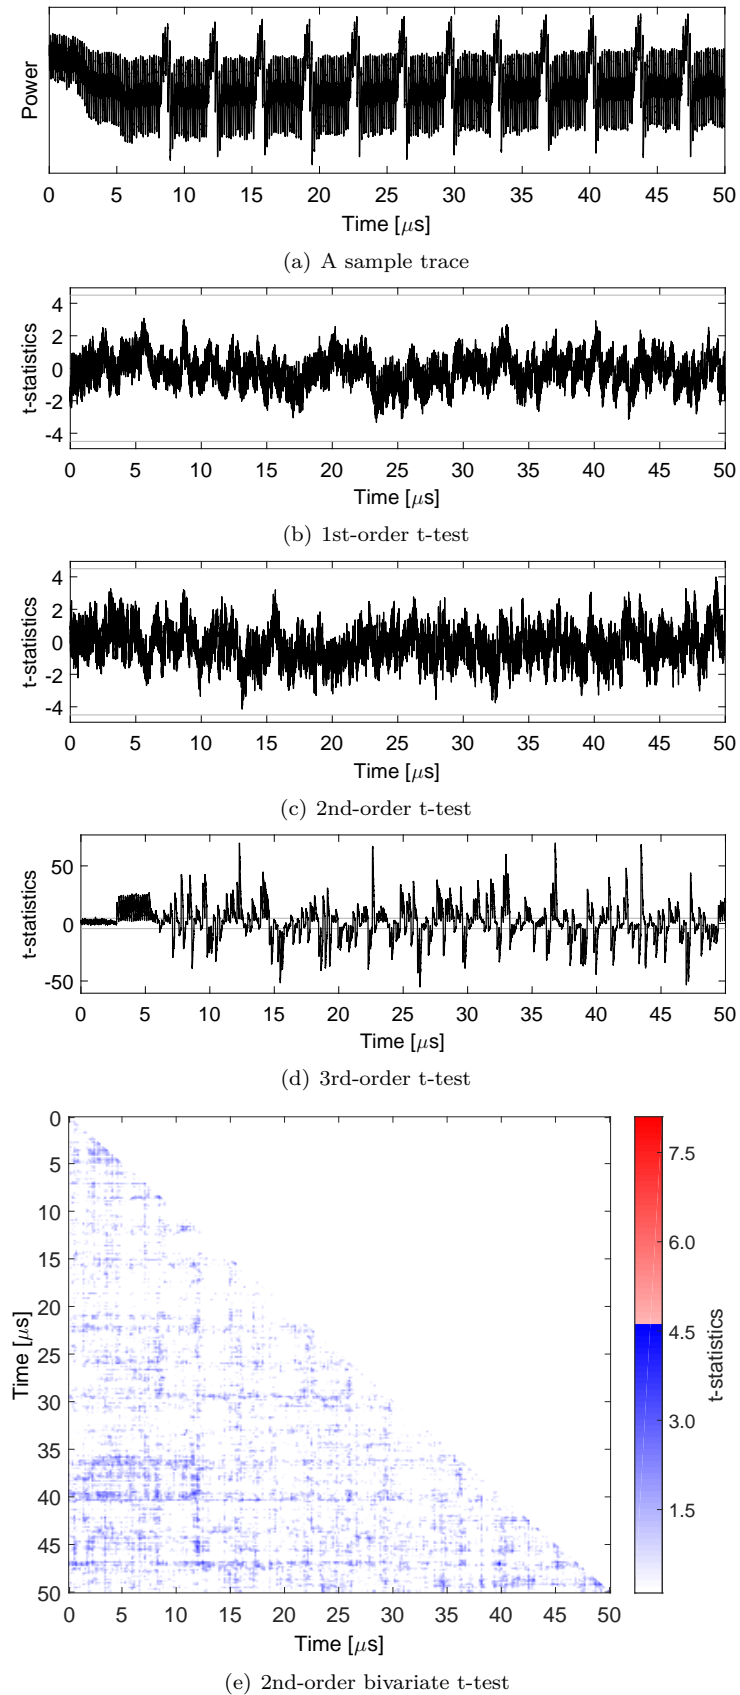 Power
0 5 10 15 20 25 30 35 40 45 50
Time [μs]
(a) A sample trace
t-statistics
4
2
0
-2
-4
0 5 10 15 20 25 30 35 40 45 50
Time [μs]
(b) 1st-order t-test
t-statistics
4
2
0
-2
-4
0 5 10 15 20 25 30 35 40 45 50
Time [μs]
(c) 2nd-order t-test
t-statistics
50
0
-50
0 5 10 15 20 25 30 35 40 45 50
Time [μs]
(d) 3rd-order t-test
Time [μs]
0
5
10
15
20
25
30
35
40
45
50
0 5 10 15 20 25 30 35 40 45 50
Time [μs]
7.5
6.0
4.5
3.0
1.5
t-statistics
(e) 2nd-order bivariate t-test